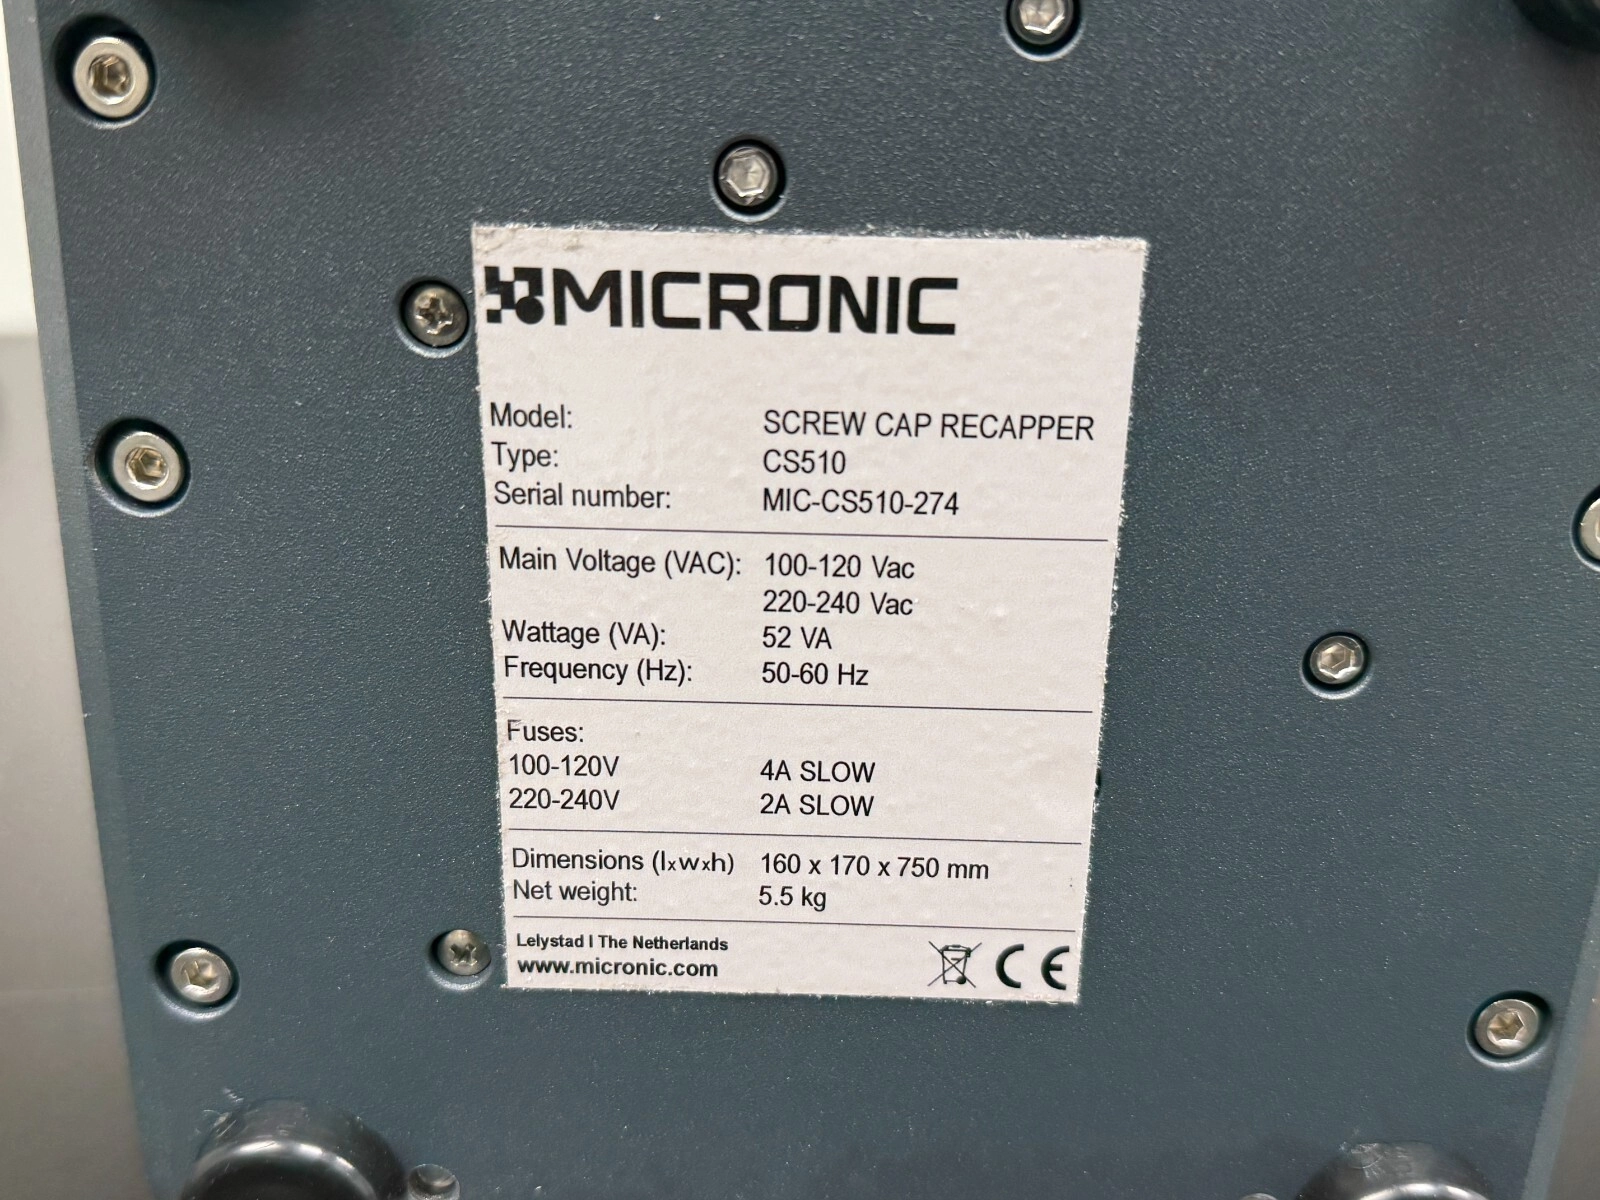 MICRONIC
Model: SCREW CAP RECAPPER
Type: CS510
Serial number: MIC-CS510-274
Main Voltage (VAC): 100-120 Vac
220-240 Vac
Wattage (VA): 52 VA
Frequency (Hz): 50-60 Hz
Fuses:
100-120V 4A SLOW
220-240V 2A SLOW
Dimensions (lxwxh) 160 x 170 x 750 mm
Net weight: 5.5 kg
Lelystad I The Netherlands
www.micronic.com
CE